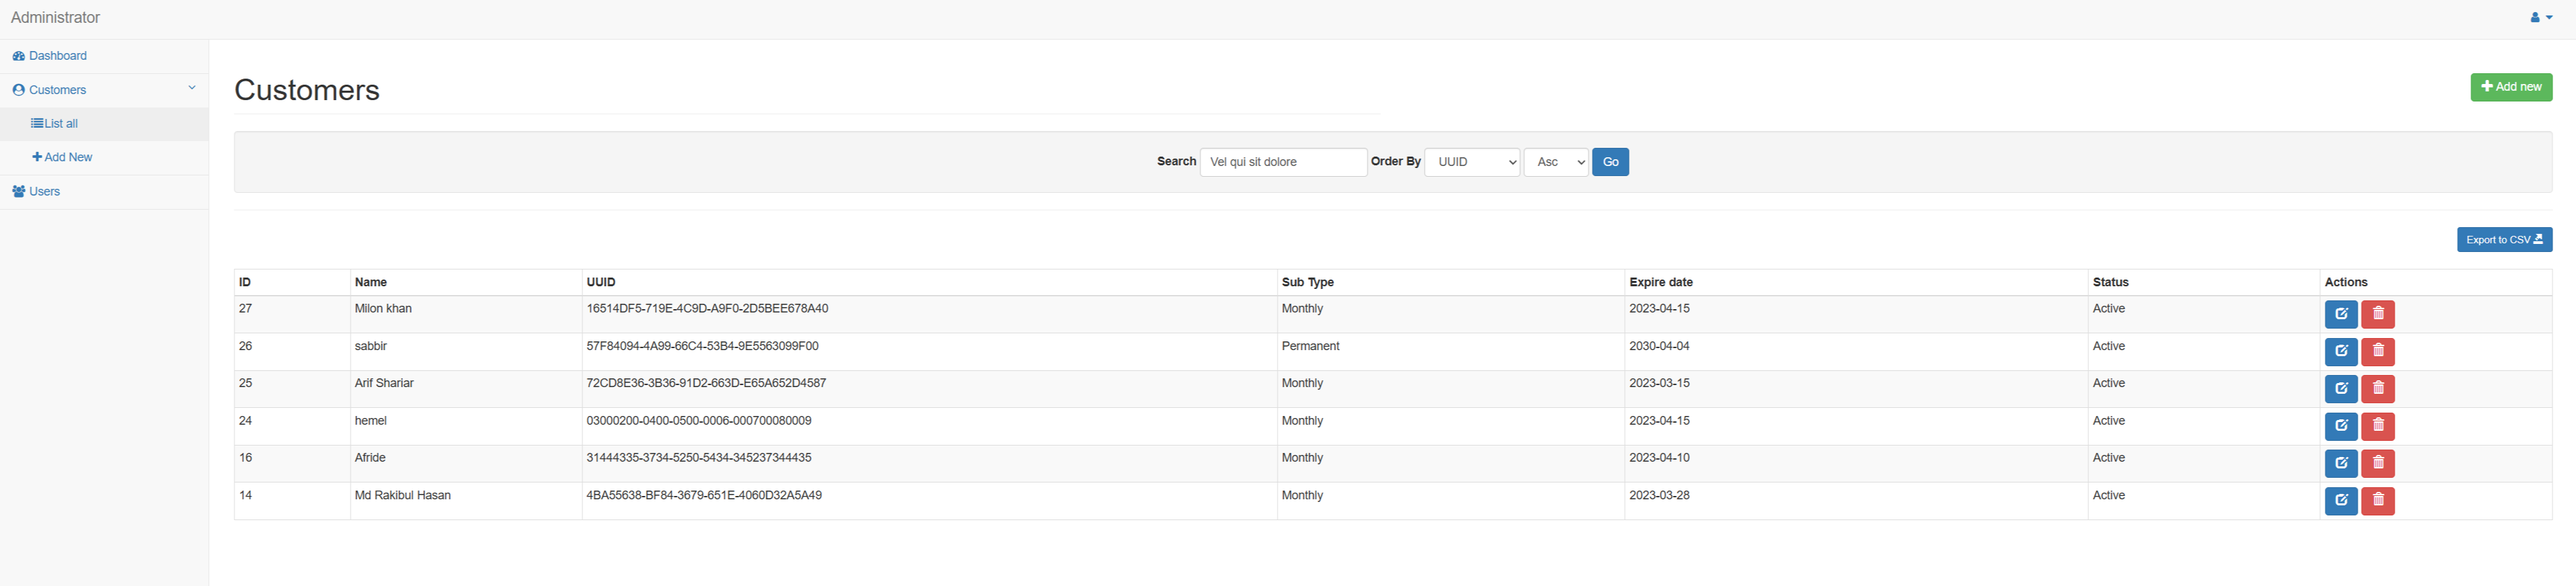 Administrator
Dashboard
Customers
List all
Add New
Users
Customers
Add new
Search Vel qui sit dolore Order By UUID Asc Go
Export to CSV
ID Name UUID Sub Type Expire date Status Actions
27 Milon khan 16514DF5-719E-4C9D-A9F0-2D5BEE678A40 Monthly 2023-04-15 Active
26 sabbir 57F84094-4A99-66C4-53B4-9E5563099F00 Permanent 2030-04-04 Active
25 Arif Shariar 72CD8E36-3B36-91D2-663D-E65A652D4587 Monthly 2023-03-15 Active
24 hemel 03000200-0400-0500-0006-000700080009 Monthly 2023-04-15 Active
16 Afride 31444335-3734-5250-5434-345237344435 Monthly 2023-04-10 Active
14 Md Rakibul Hasan 4BA55638-BF84-3679-651E-4060D32A5A49 Monthly 2023-03-28 Active